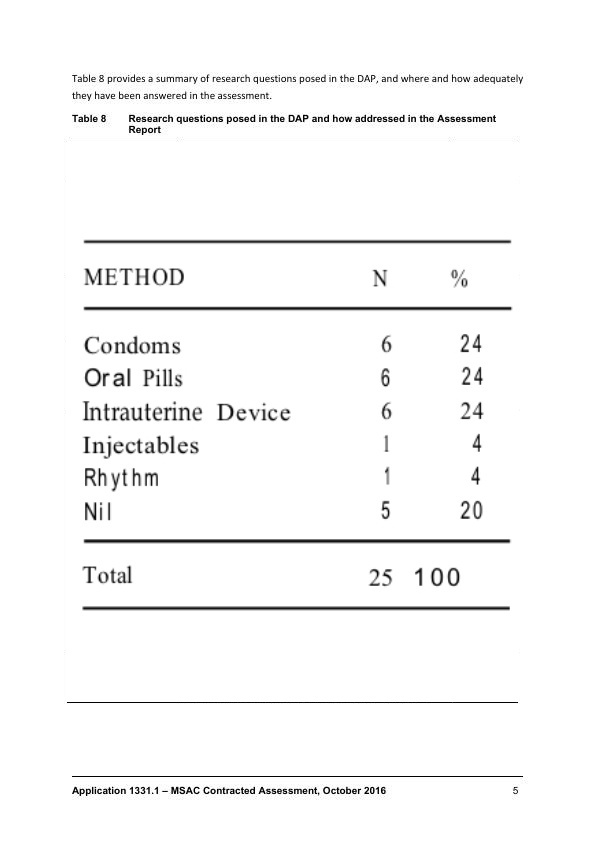 Table 8 provides a summary of research questions posed in the DAP, and where and how adequately
they have been answered in the assessment.
Table 8 Research questions posed in the DAP and how addressed in the Assessment
Report
METHOD N %
Condoms 6 24
Oral Pills 6 24
Intrauterine Device 6 24
Injectables 1 4
Rhythm 1 4
Nil 5 20
Total 25 100
Application 1331.1 – MSAC Contracted Assessment, October 2016 5